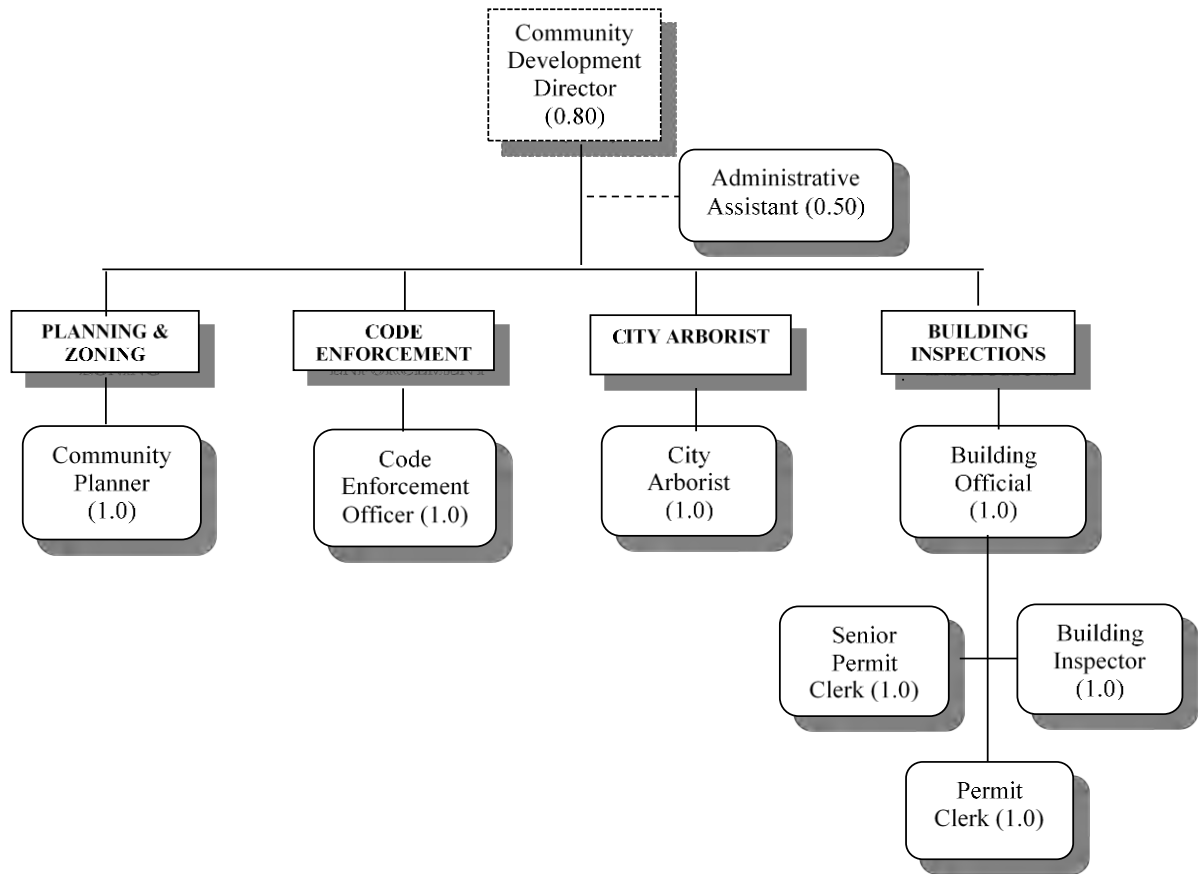 Community
Development
Director
(0.80)
Administrative
Assistant (0.50)
PLANNING &
ZONING
CODE
ENFORCEMENT
CITY ARBORIST
BUILDING
INSPECTIONS
Community
Planner
(1.0)
Code
Enforcement
Officer (1.0)
City
Arborist
(1.0)
Building
Official
(1.0)
Senior
Permit
Clerk (1.0)
Building
Inspector
(1.0)
Permit
Clerk (1.0)